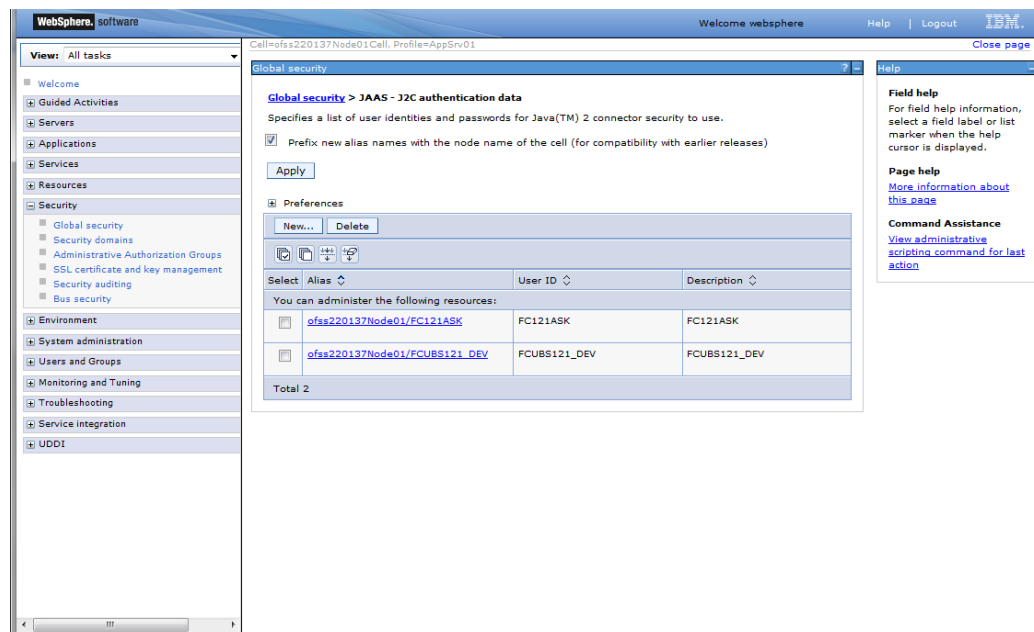 WebSphere. software
Welcome websphere
Help | Logout
IBM.
View: All tasks
Cell=ofss220137Node01Cell, Profile=AppSrv01
Close page
Welcome
Guided Activities
Servers
Applications
Services
Resources
Security
Global security
Security domains
Administrative Authorization Groups
SSL certificate and key management
Security auditing
Bus security
Environment
System administration
Users and Groups
Monitoring and Tuning
Troubleshooting
Service integration
UDDI
Global security
? –
Global security > JAAS - J2C authentication data
Specifies a list of user identities and passwords for Java(TM) 2 connector security to use.
Prefix new alias names with the node name of the cell (for compatibility with earlier releases)
Apply
Preferences
New... Delete
Select Alias User ID Description
You can administer the following resources:
ofss220137Node01/FC121ASK FC121ASK FC121ASK
ofss220137Node01/FCUBS121_DEV FCUBS121_DEV FCUBS121_DEV
Total 2
Help
Field help
For field help information,
select a field label or list
marker when the help
cursor is displayed.
Page help
More information about
this page
Command Assistance
View administrative
scripting command for last
action